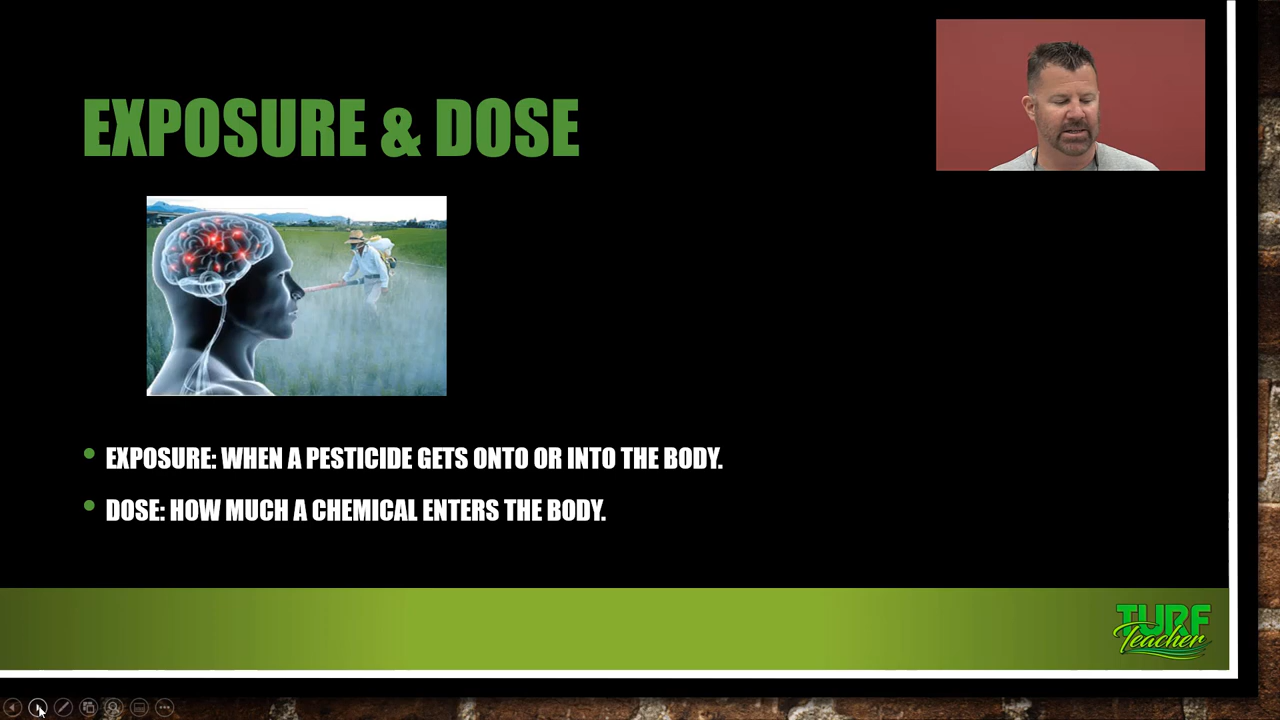 EXPOSURE & DOSE
EXPOSURE: WHEN A PESTICIDE GETS ONTO OR INTO THE BODY.
DOSE: HOW MUCH A CHEMICAL ENTERS THE BODY.
TURF
Teacher